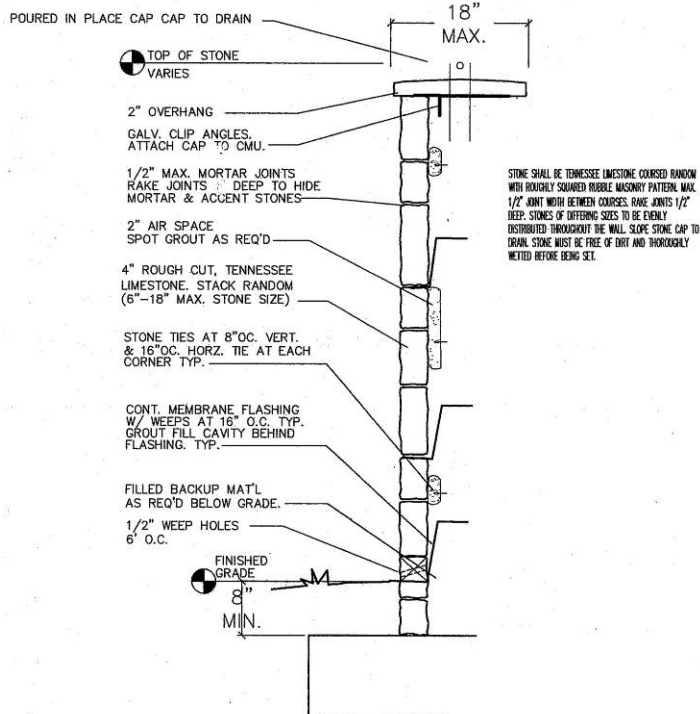 POURED IN PLACE CAP CAP TO DRAIN
18"
MAX.
TOP OF STONE
VARIES
2" OVERHANG
GALV. CLIP ANGLES.
ATTACH CAP TO CMU.
1/2" MAX. MORTAR JOINTS
RAKE JOINTS DEEP TO HIDE
MORTAR & ACCENT STONES
2" AIR SPACE
SPOT GROUT AS REQ'D
4" ROUGH CUT, TENNESSEE
LIMESTONE. STACK RANDOM
(6"-18" MAX. STONE SIZE)
STONE TIES AT 8"OC. VERT.
& 16"OC. HORZ. TIE AT EACH
CORNER TYP.
CONT. MEMBRANE FLASHING
W/ WEEPS AT 16" O.C. TYP.
GROUT FILL CAVITY BEHIND
FLASHING. TYP.
FILLED BACKUP MAT'L
AS REQ'D BELOW GRADE.
1/2" WEEP HOLES
6' O.C.
FINISHED
GRADE
8"
MIN.
STONE SHALL BE TENNESSEE LIMESTONE COURSED RANDOM
WITH ROUGHLY SQUARED RUBBLE MASONRY PATTERN. MAX.
1/2" JOINT WIDTH BETWEEN COURSES. RAKE JOINTS 1/2"
DEEP. STONES OF DIFFERING SIZES TO BE EVENLY
DISTRIBUTED THROUGHOUT THE WALL. SLOPE STONE CAP TO
DRAIN. STONE MUST BE FREE OF DIRT AND THOROUGHLY
WETTED BEFORE BEING SET.